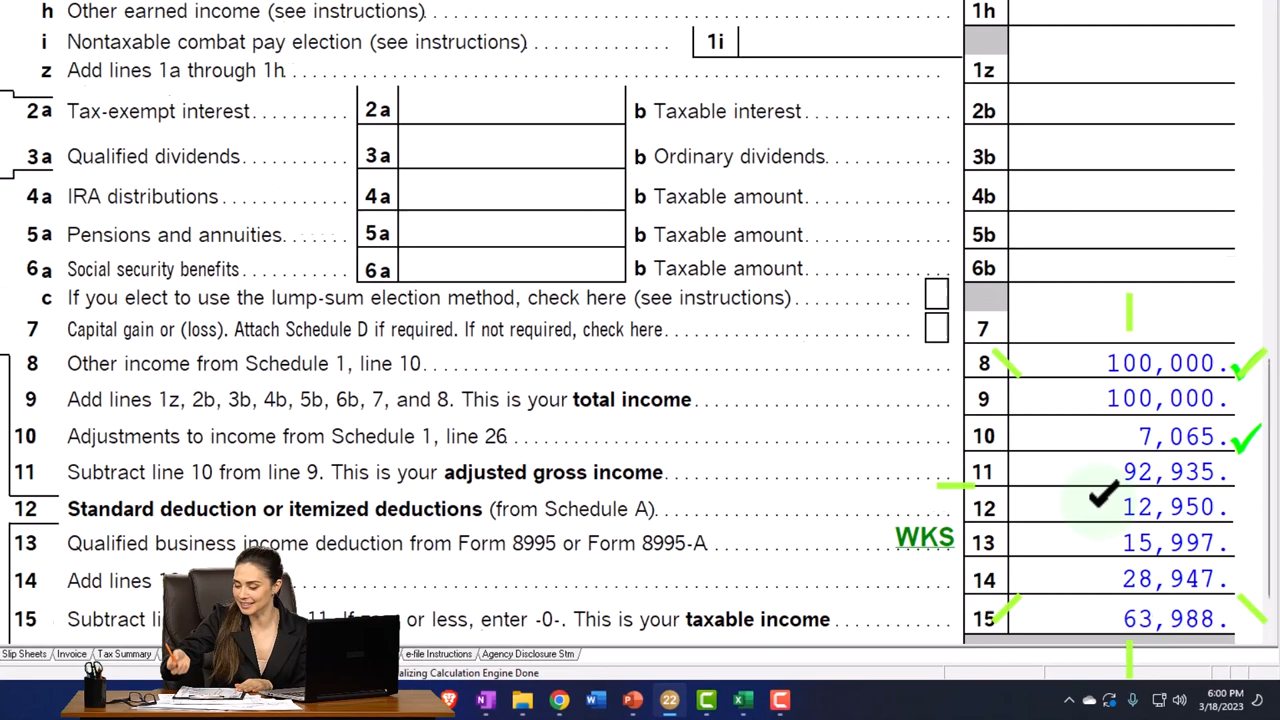 h Other earned income (see instructions) 1h
i Nontaxable combat pay election (see instructions) 1i
z Add lines 1a through 1h 1z
2a Tax-exempt interest 2a b Taxable interest 2b
3a Qualified dividends 3a b Ordinary dividends 3b
4a IRA distributions 4a b Taxable amount 4b
5a Pensions and annuities 5a b Taxable amount 5b
6a Social security benefits 6a b Taxable amount 6b
c If you elect to use the lump-sum election method, check here (see instructions)
7 Capital gain or (loss). Attach Schedule D if required. If not required, check here 7
8 Other income from Schedule 1, line 10 8 100,000.
9 Add lines 1z, 2b, 3b, 4b, 5b, 6b, 7, and 8. This is your total income 9 100,000.
10 Adjustments to income from Schedule 1, line 26 10 7,065.
11 Subtract line 10 from line 9. This is your adjusted gross income 11 92,935.
12 Standard deduction or itemized deductions (from Schedule A) 12 12,950.
13 Qualified business income deduction from Form 8995 or Form 8995-A WKS 13 15,997.
14 Add lines 14 28,947.
15 Subtract or less, enter -0-. This is your taxable income 15 63,988.
Slip Sheets Invoice Tax Summary e-file Instructions Agency Disclosure Stm
Calculation Engine Done
22
6:00 PM
3/18/2023